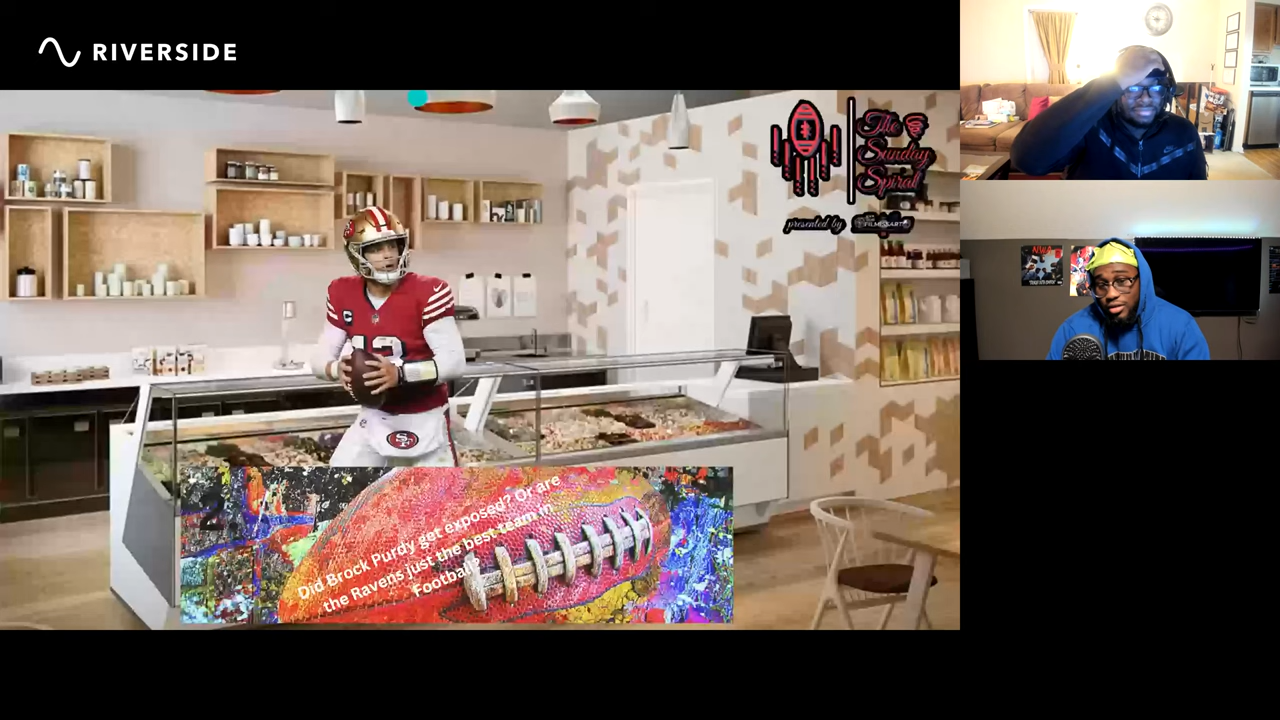 RIVERSIDE
The
Sunday
Spiral
presented by
Did Brock Purdy get exposed? Or are
the Ravens just the best team in
Football?